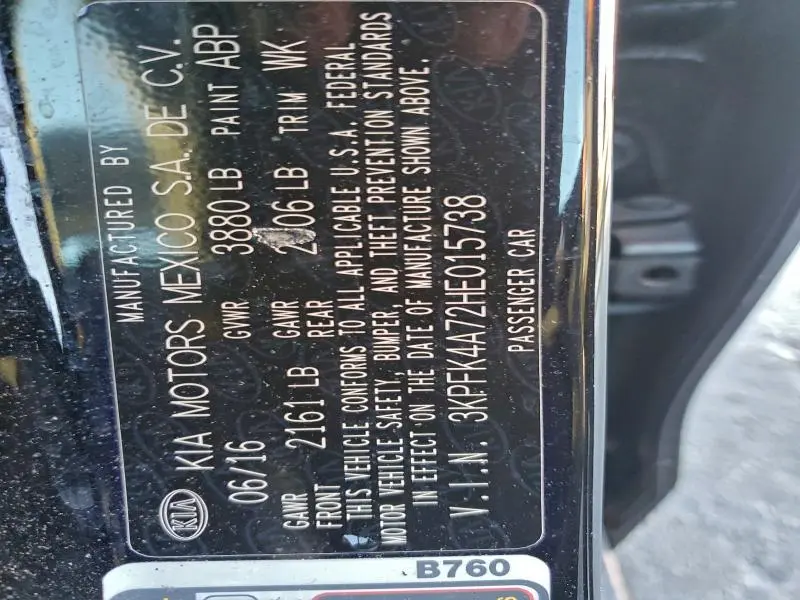 MANUFACTURED BY
KIA KIA MOTORS MEXICO S.A. DE C.V.
06/16 GVWR 3880 LB PAINT ABP
GAWR FRONT 2161 LB GAWR REAR LB TRIM WK
THIS VEHICLE CONFORMS TO ALL APPLICABLE U.S.A. FEDERAL
MOTOR VEHICLE SAFETY, BUMPER, AND THEFT PREVENTION STANDARDS
IN EFFECT ON THE DATE OF MANUFACTURE SHOWN ABOVE.
V.I.N. 3KPFK4A72HE015738
PASSENGER CAR
B760